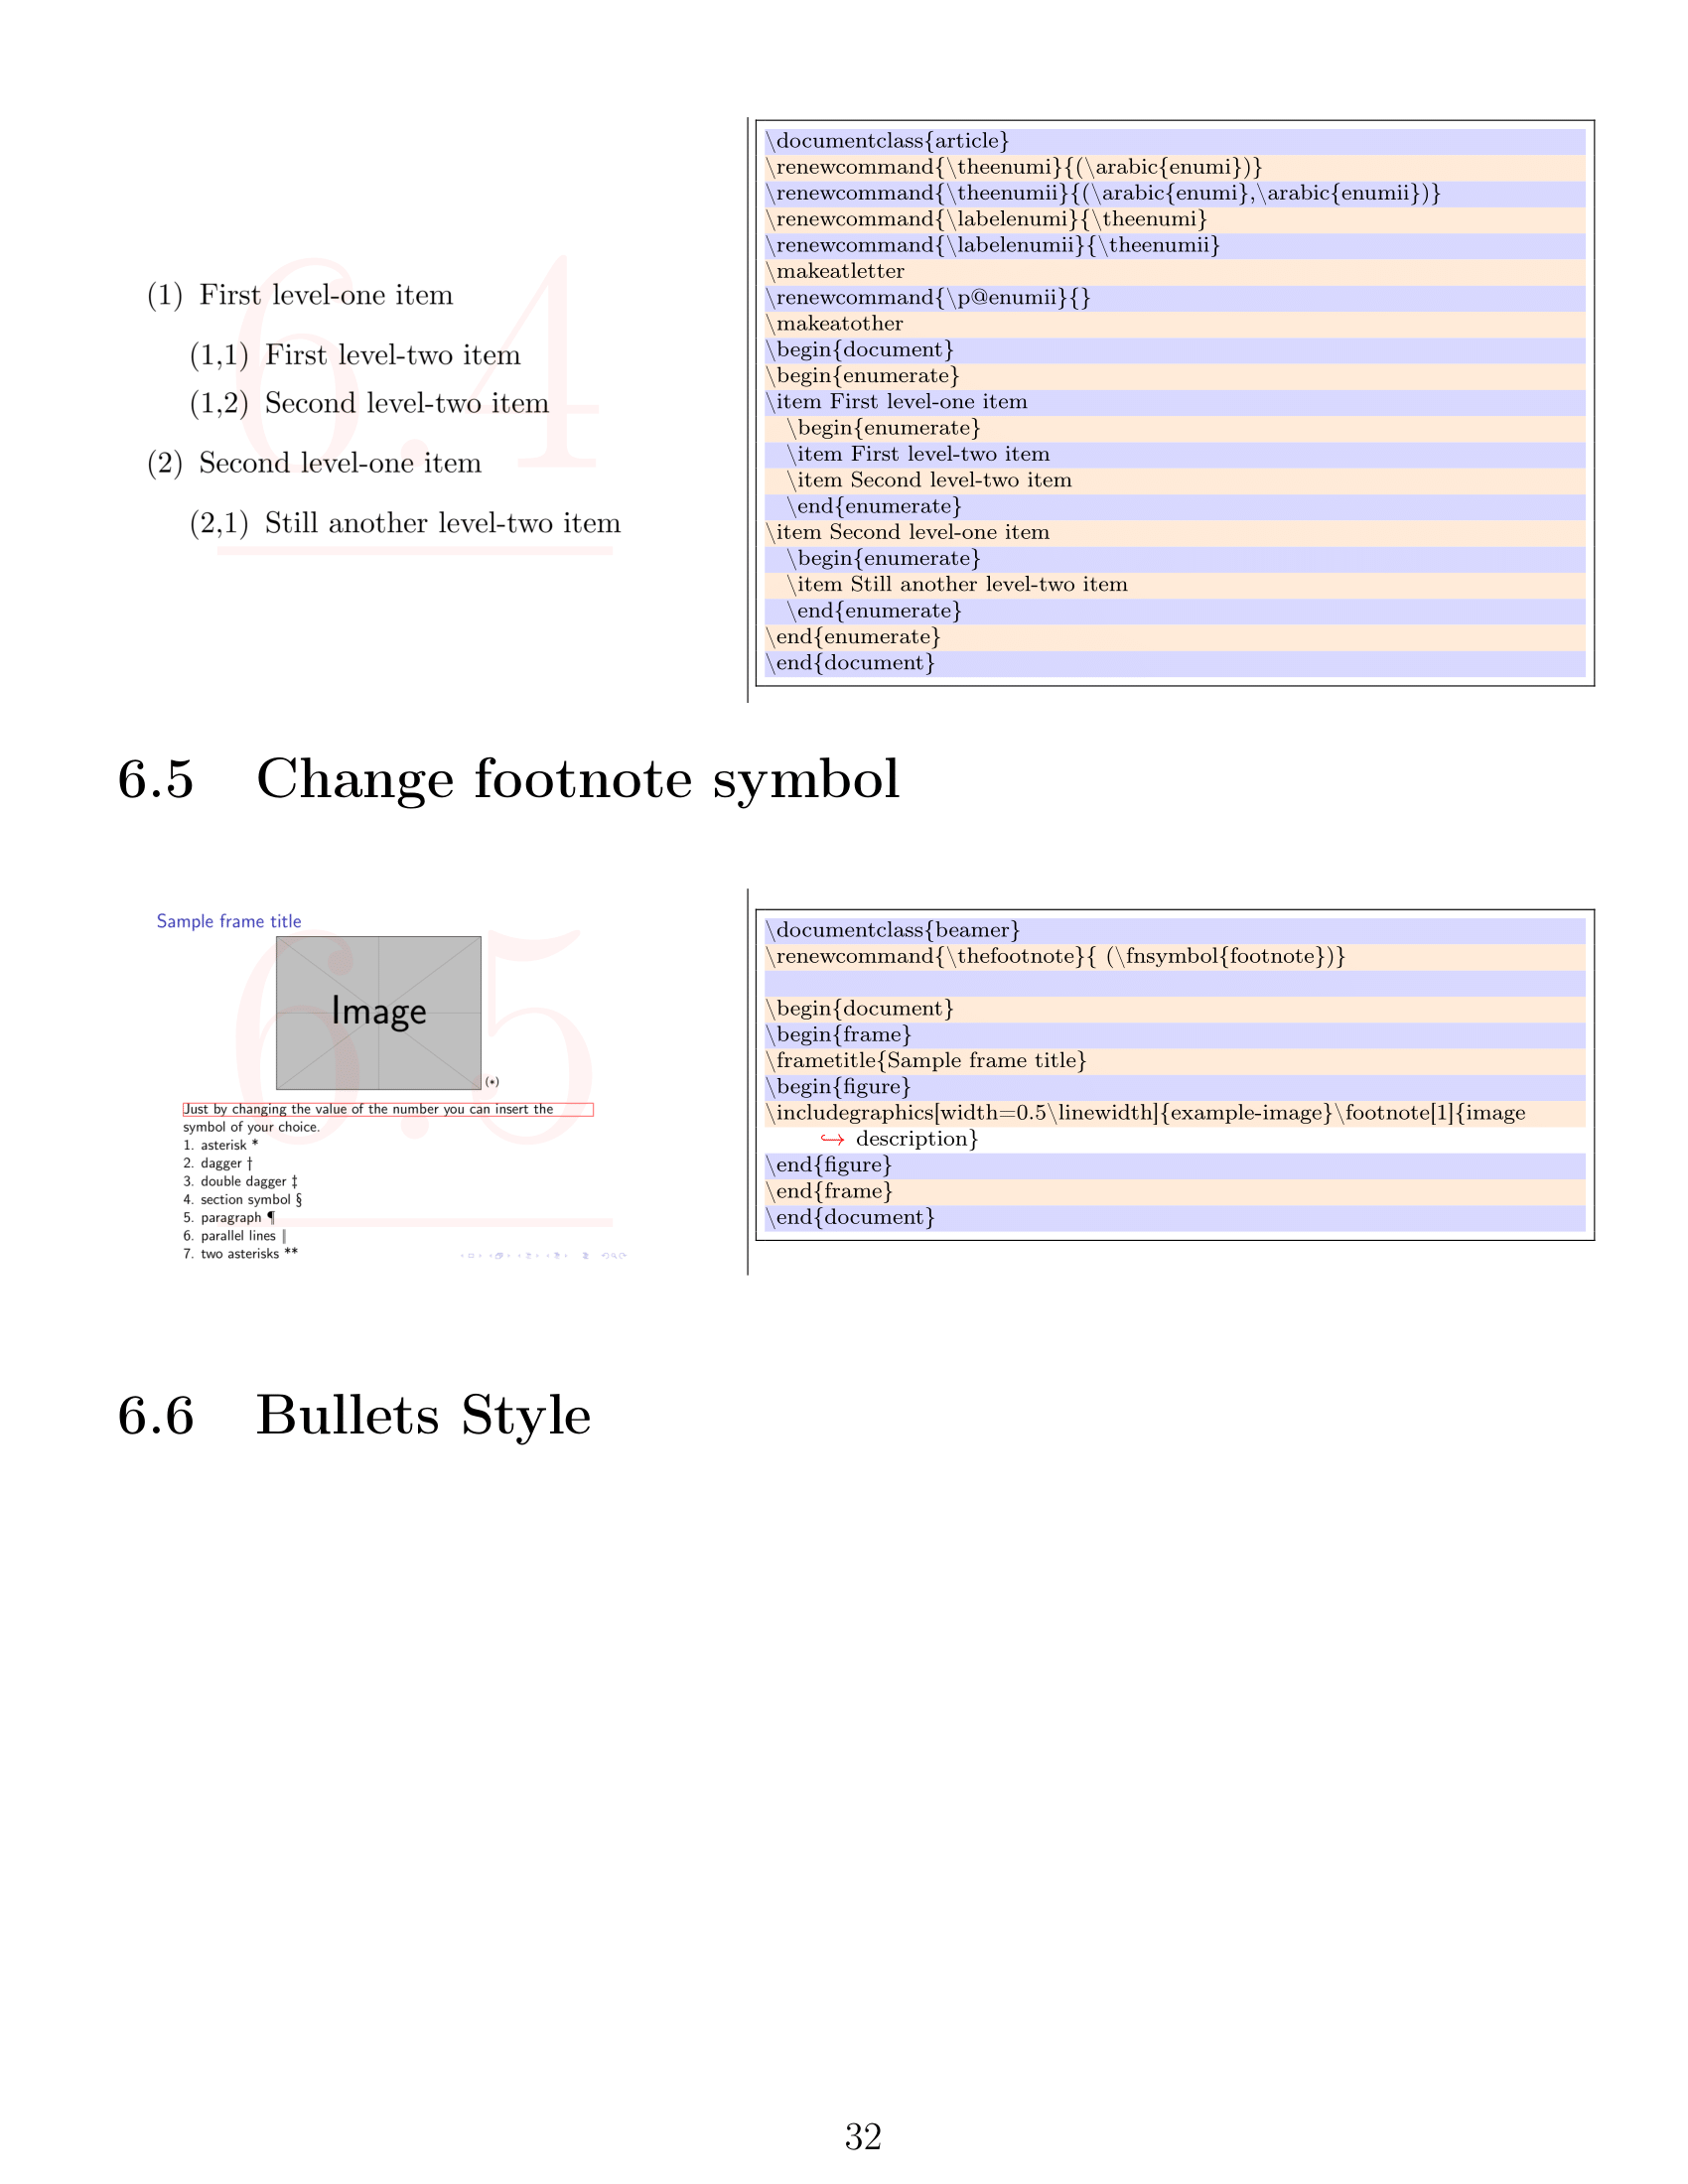 6.4
(1) First level-one item
(1,1) First level-two item
(1,2) Second level-two item
(2) Second level-one item
(2,1) Still another level-two item
\documentclass{article}
\renewcommand{\theenumi}{(\arabic{enumi})}
\renewcommand{\theenumii}{(\arabic{enumi},\arabic{enumii})}
\renewcommand{\labelenumi}{\theenumi}
\renewcommand{\labelenumii}{\theenumii}
\makeatletter
\renewcommand{\p@enumii}{}
\makeatother
\begin{document}
\begin{enumerate}
\item First level-one item
\begin{enumerate}
\item First level-two item
\item Second level-two item
\end{enumerate}
\item Second level-one item
\begin{enumerate}
\item Still another level-two item
\end{enumerate}
\end{enumerate}
\end{document}
6.5 Change footnote symbol
6.5
Sample frame title
Image
(*)
Just by changing the value of the number you can insert the
symbol of your choice.
1. asterisk *
2. dagger †
3. double dagger ‡
4. section symbol §
5. paragraph ¶
6. parallel lines ∥
7. two asterisks **
\documentclass{beamer}
\renewcommand{\thefootnote}{ (\fnsymbol{footnote})}
\begin{document}
\begin{frame}
\frametitle{Sample frame title}
\begin{figure}
\includegraphics[width=0.5\linewidth]{example-image}\footnote[1]{image
↪ description}
\end{figure}
\end{frame}
\end{document}
6.6 Bullets Style
32